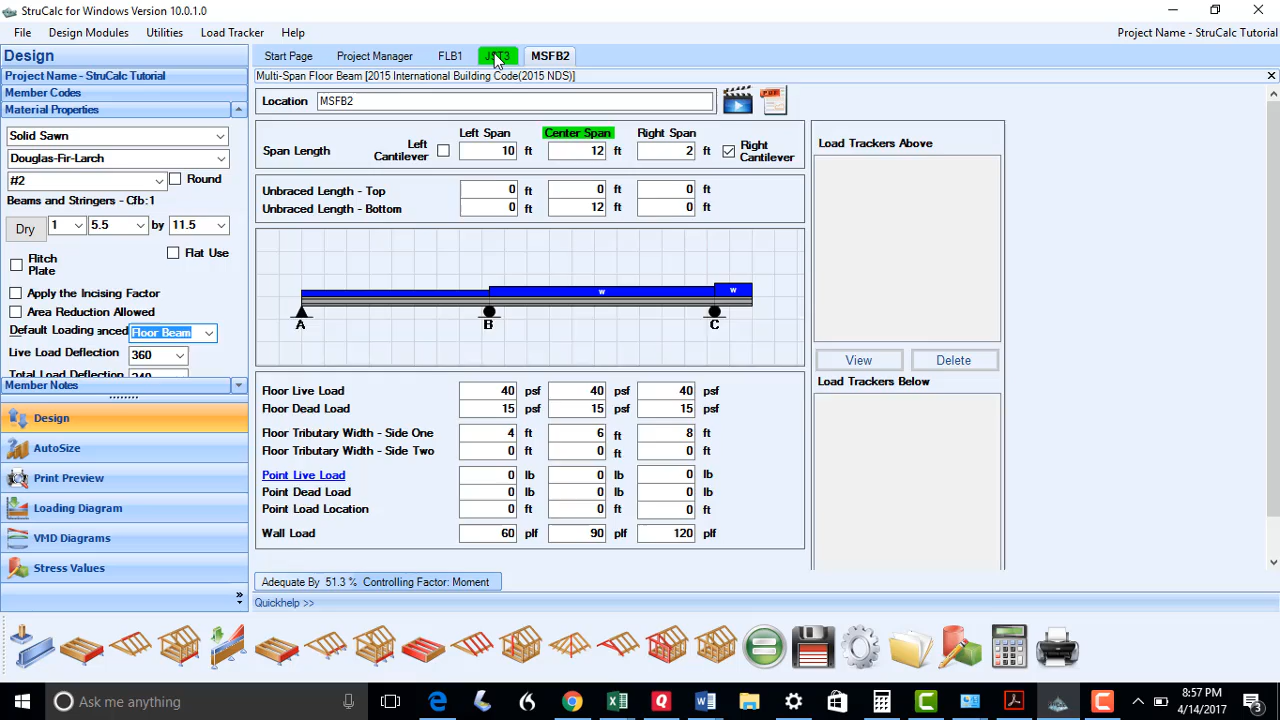 StruCalc for Windows Version 10.0.1.0
File Design Modules Utilities Load Tracker Help Project Name - StruCalc Tutorial
Design
Project Name - StruCalc Tutorial
Member Codes
Material Properties
Solid Sawn
Douglas-Fir-Larch
#2 Round
Beams and Stringers - Cfb:1
Dry 1 5.5 by 11.5
Flat Use
Flitch
Plate
Apply the Incising Factor
Area Reduction Allowed
Default Loading anced Floor Beam
Live Load Deflection 360
Total Load Deflection 240
Member Notes
Design
AutoSize
Print Preview
Loading Diagram
VMD Diagrams
Stress Values
»
Start Page Project Manager FLB1 JST3 MSFB2
Multi-Span Floor Beam [2015 International Building Code(2015 NDS)]
Location MSFB2 PDF
Left Span Center Span Right Span
Span Length Left Cantilever 10 ft 12 ft 2 ft Right Cantilever
Unbraced Length - Top 0 ft 0 ft 0 ft
Unbraced Length - Bottom 0 ft 12 ft 0 ft
w w
A B C
Floor Live Load 40 psf 40 psf 40 psf
Floor Dead Load 15 psf 15 psf 15 psf
Floor Tributary Width - Side One 4 ft 6 ft 8 ft
Floor Tributary Width - Side Two 0 ft 0 ft 0 ft
Point Live Load 0 lb 0 lb 0 lb
Point Dead Load 0 lb 0 lb 0 lb
Point Load Location 0 ft 0 ft 0 ft
Wall Load 60 plf 90 plf 120 plf
Load Trackers Above
View Delete
Load Trackers Below
Adequate By 51.3 % Controlling Factor: Moment
Quickhelp >>
Ask me anything
8:57 PM
4/14/2017
3